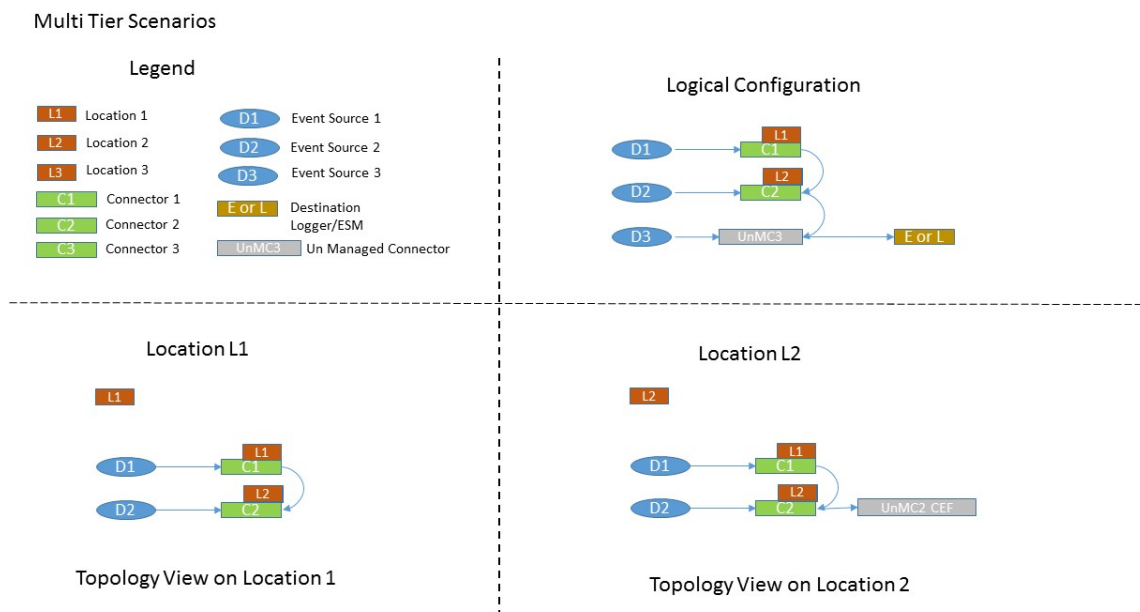 Multi Tier Scenarios
Legend
L1 Location 1
L2 Location 2
L3 Location 3
C1 Connector 1
C2 Connector 2
C3 Connector 3
D1 Event Source 1
D2 Event Source 2
D3 Event Source 3
E or L Destination
Logger/ESM
UnMC3 Un Managed Connector
Logical Configuration
L1
D1 C1
L2
D2 C2
D3 UnMC3 E or L
Location L1
L1
L1
D1 C1
L2
D2 C2
Topology View on Location 1
Location L2
L2
L1
D1 C1
L2
D2 C2 UnMC2 CEF
Topology View on Location 2